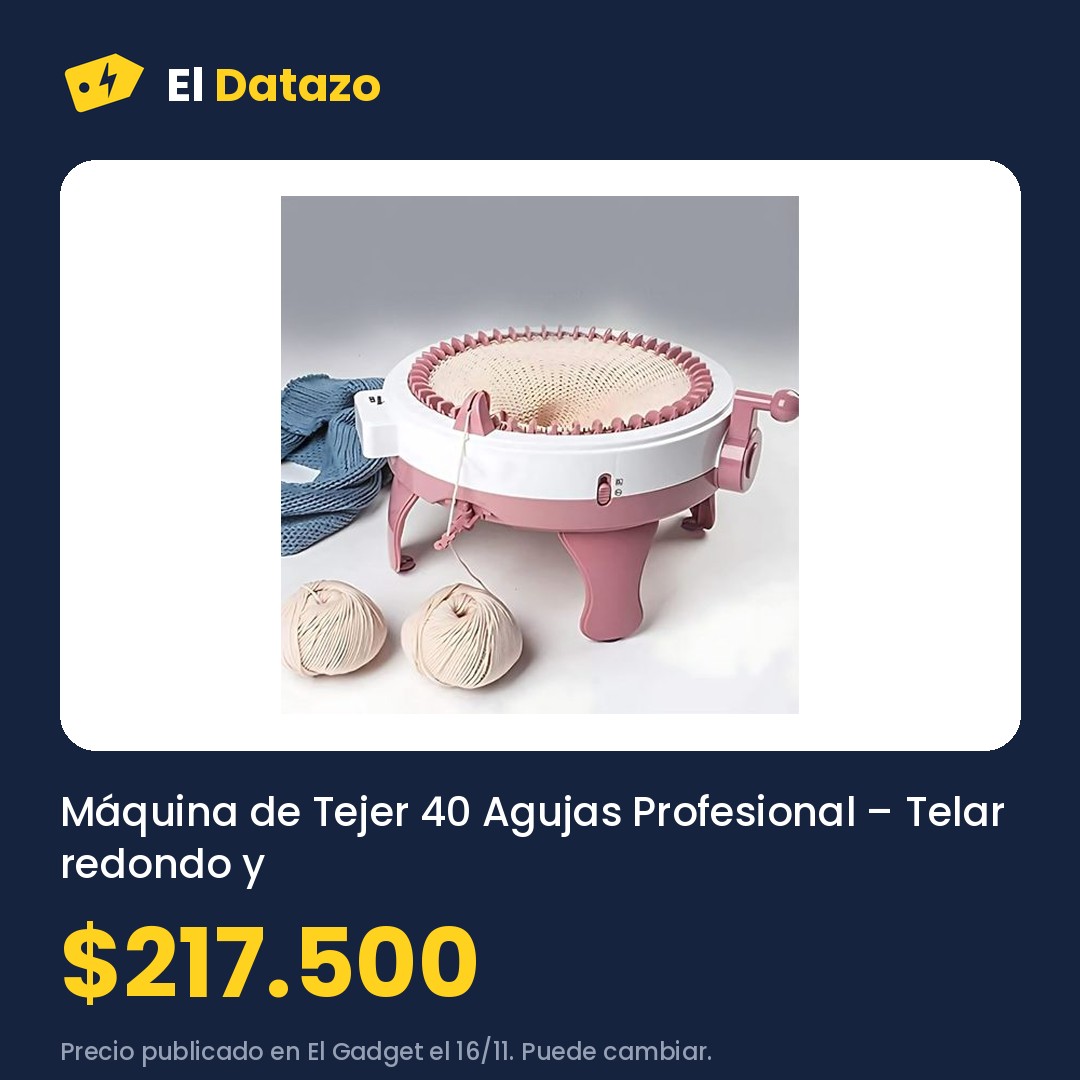 El Datazo
Máquina de Tejer 40 Agujas Profesional – Telar
redondo y
$217.500
Precio publicado en El Gadget el 16/11. Puede cambiar.